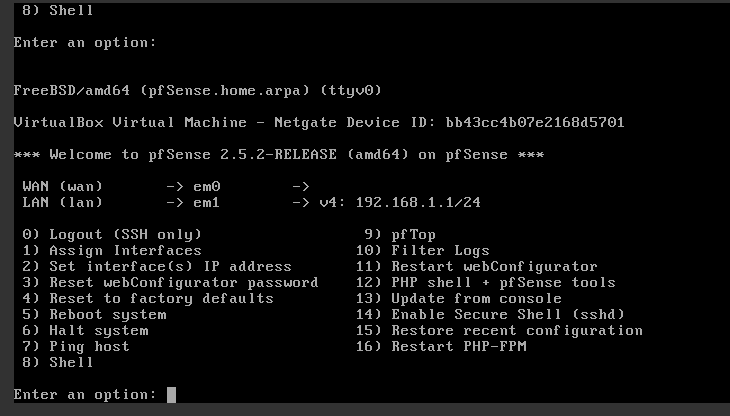 8) Shell
Enter an option:
FreeBSD/amd64 (pfSense.home.arpa) (ttyv0)
VirtualBox Virtual Machine - Netgate Device ID: bb43cc4b07e2168d5701
*** Welcome to pfSense 2.5.2-RELEASE (amd64) on pfSense ***
WAN (wan)       -> em0        ->
LAN (lan)       -> em1        -> v4: 192.168.1.1/24
0) Logout (SSH only)                  9) pfTop
1) Assign Interfaces                 10) Filter Logs
2) Set interface(s) IP address       11) Restart webConfigurator
3) Reset webConfigurator password    12) PHP shell + pfSense tools
4) Reset to factory defaults         13) Update from console
5) Reboot system                     14) Enable Secure Shell (sshd)
6) Halt system                       15) Restore recent configuration
7) Ping host                         16) Restart PHP-FPM
8) Shell
Enter an option: